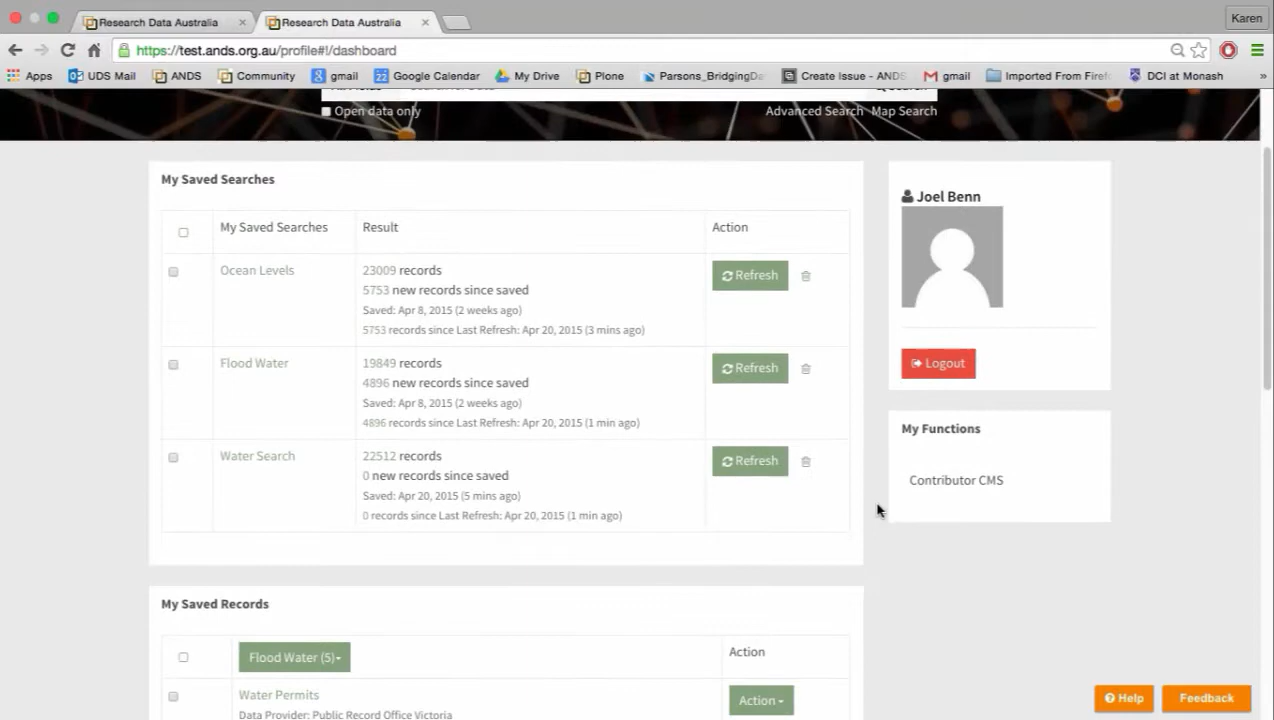 Research Data Australia
Research Data Australia
Karen
https://test.ands.org.au/profile#!/dashboard
Apps
UDS Mail
ANDS
Community
gmail
Google Calendar
My Drive
Plone
Parsons_BridgingDa
Create Issue - ANDS
gmail
Imported From Firef
DCI at Monash
»
Open data only
Advanced Search Map Search
My Saved Searches
My Saved Searches Result Action
Ocean Levels
23009 records
5753 new records since saved
Saved: Apr 8, 2015 (2 weeks ago)
5753 records since Last Refresh: Apr 20, 2015 (3 mins ago)
Refresh
Flood Water
19849 records
4896 new records since saved
Saved: Apr 8, 2015 (2 weeks ago)
4896 records since Last Refresh: Apr 20, 2015 (1 min ago)
Refresh
Water Search
22512 records
0 new records since saved
Saved: Apr 20, 2015 (5 mins ago)
0 records since Last Refresh: Apr 20, 2015 (1 min ago)
Refresh
Joel Benn
Logout
My Functions
Contributor CMS
My Saved Records
Flood Water (5)
Action
Water Permits
Data Provider: Public Record Office Victoria
Action
Help
Feedback